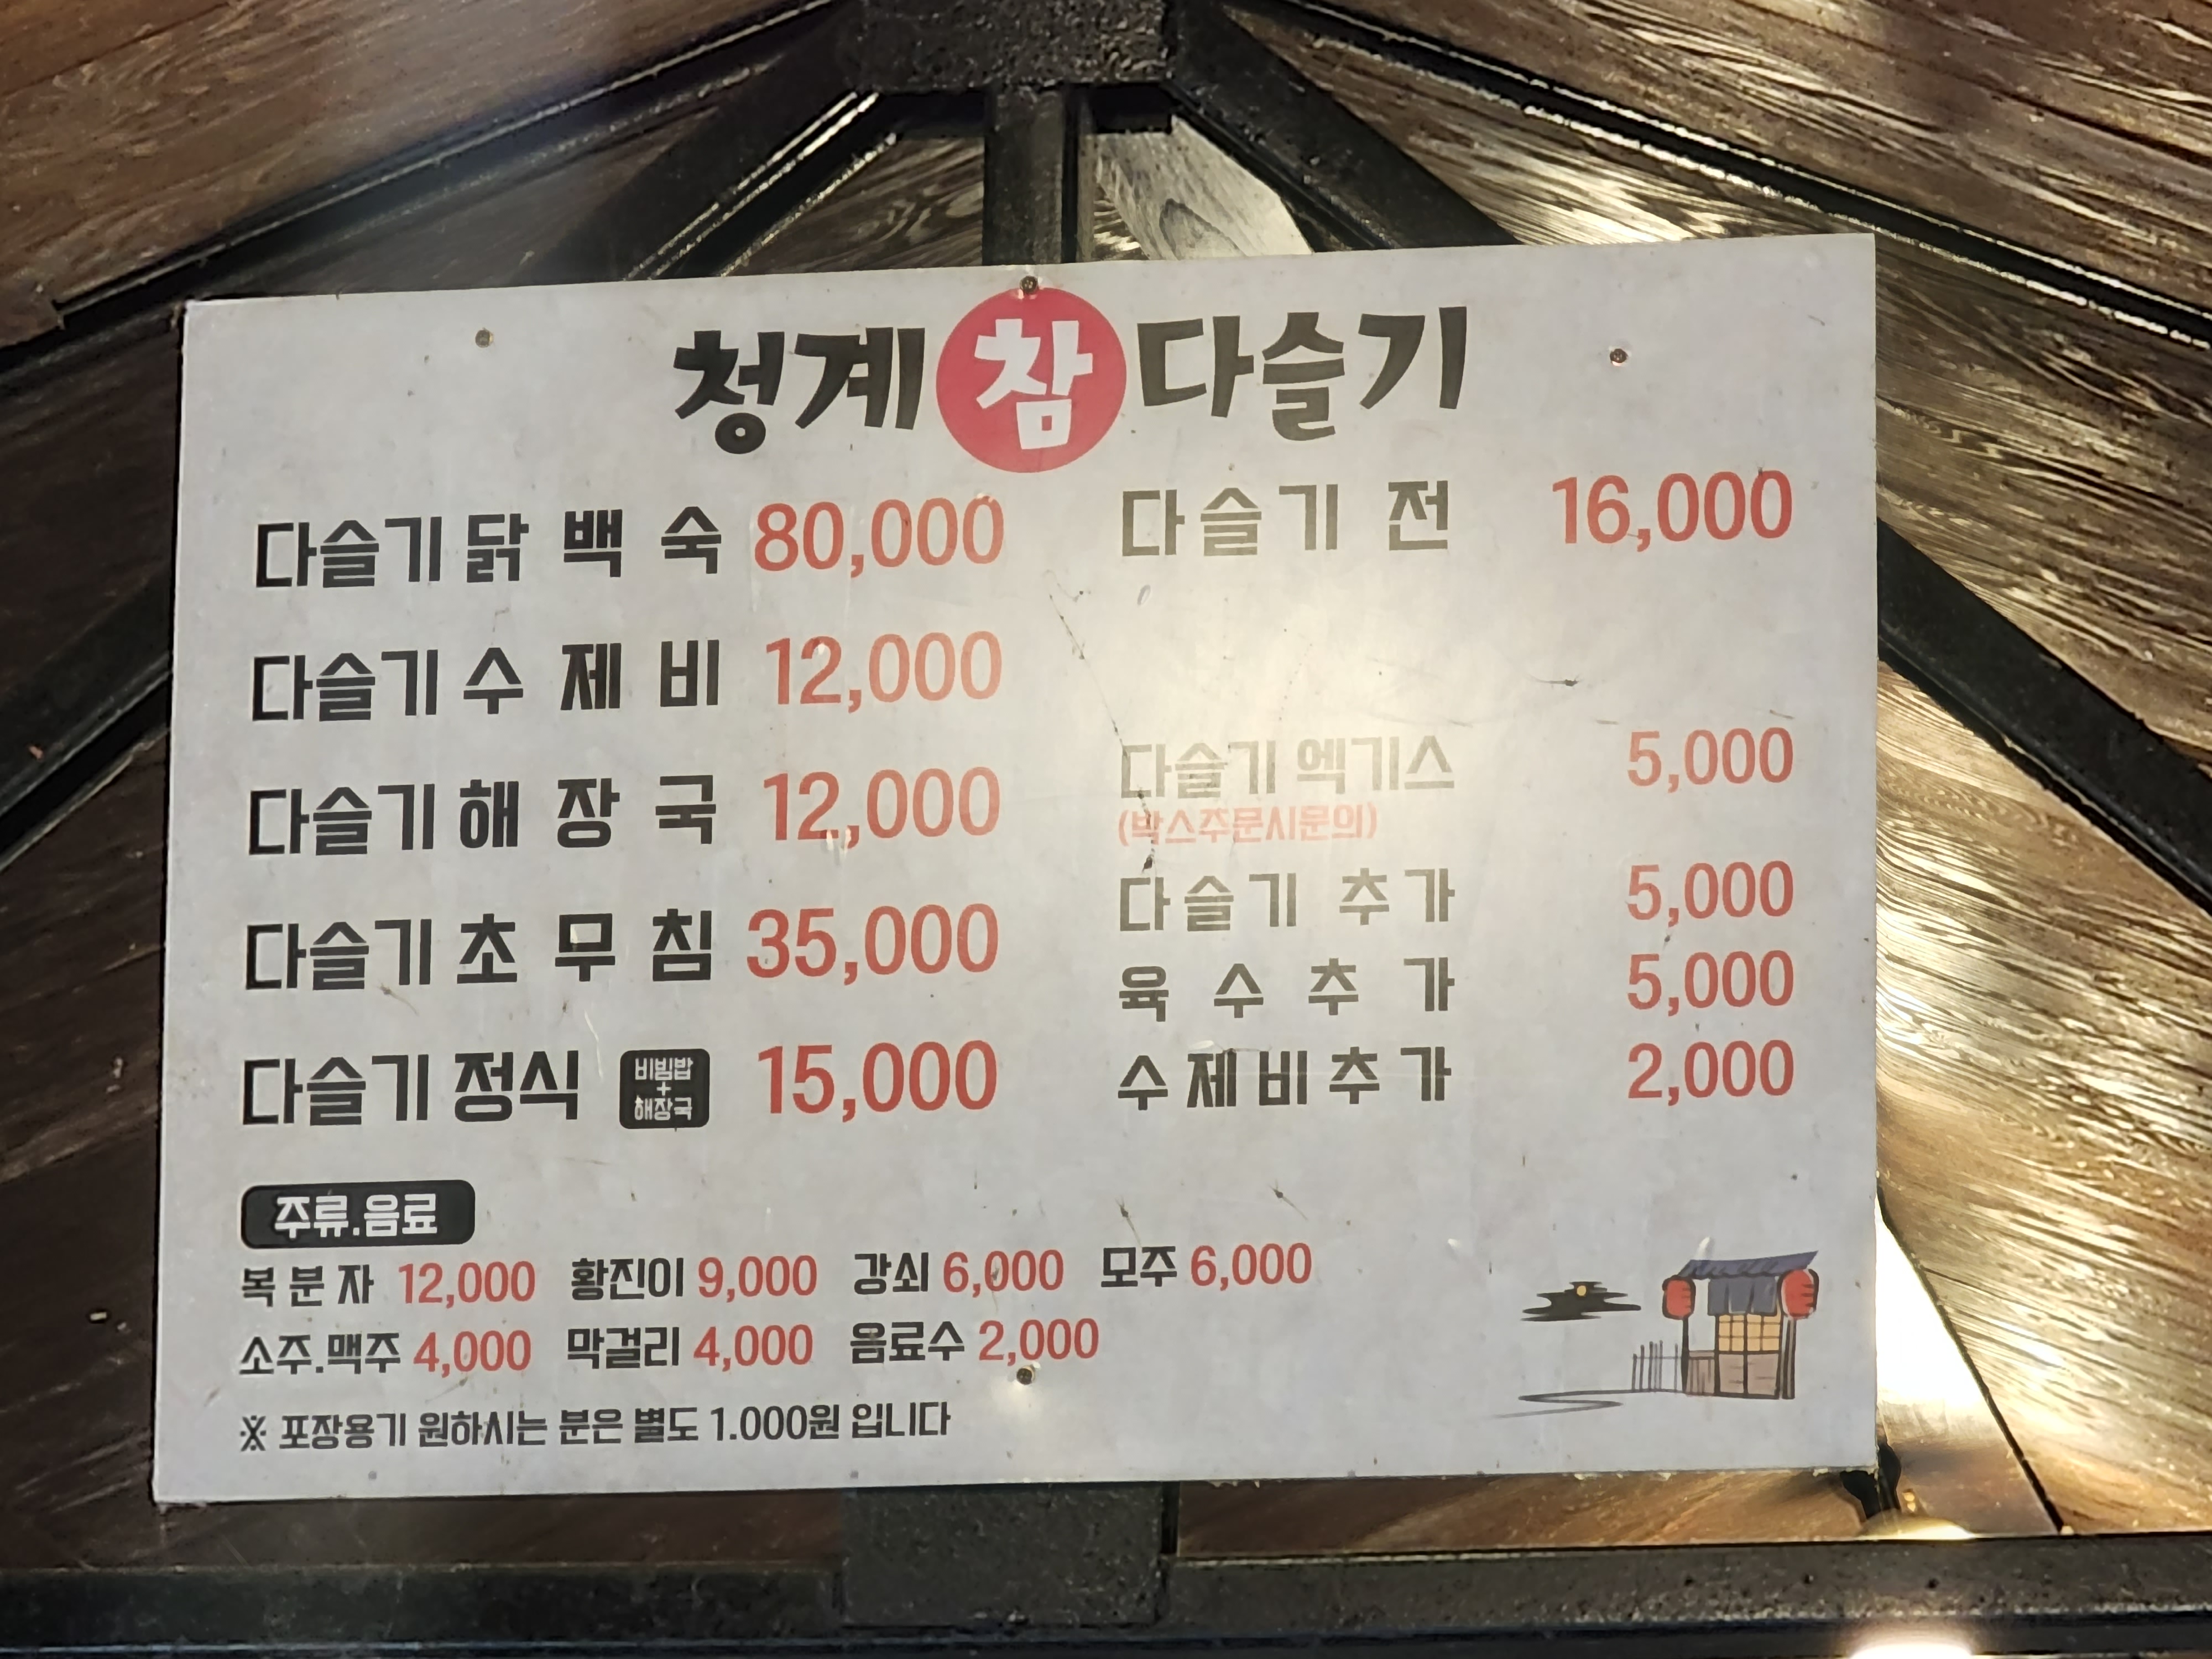 청계참다슬기
다슬기닭백숙 80,000
다슬기수제비 12,000
다슬기해장국 12,000
다슬기초무침 35,000
다슬기정식 비빔밥+해장국 15,000
다슬기전 16,000
다슬기엑기스 5,000
(박스주문시문의)
다슬기추가 5,000
육수추가 5,000
수제비추가 2,000
주류.음료
복분자 12,000 황진이 9,000 강쇠 6,000 모주 6,000
소주.맥주 4,000 막걸리 4,000 음료수 2,000
※ 포장용기 원하시는 분은 별도 1.000원 입니다